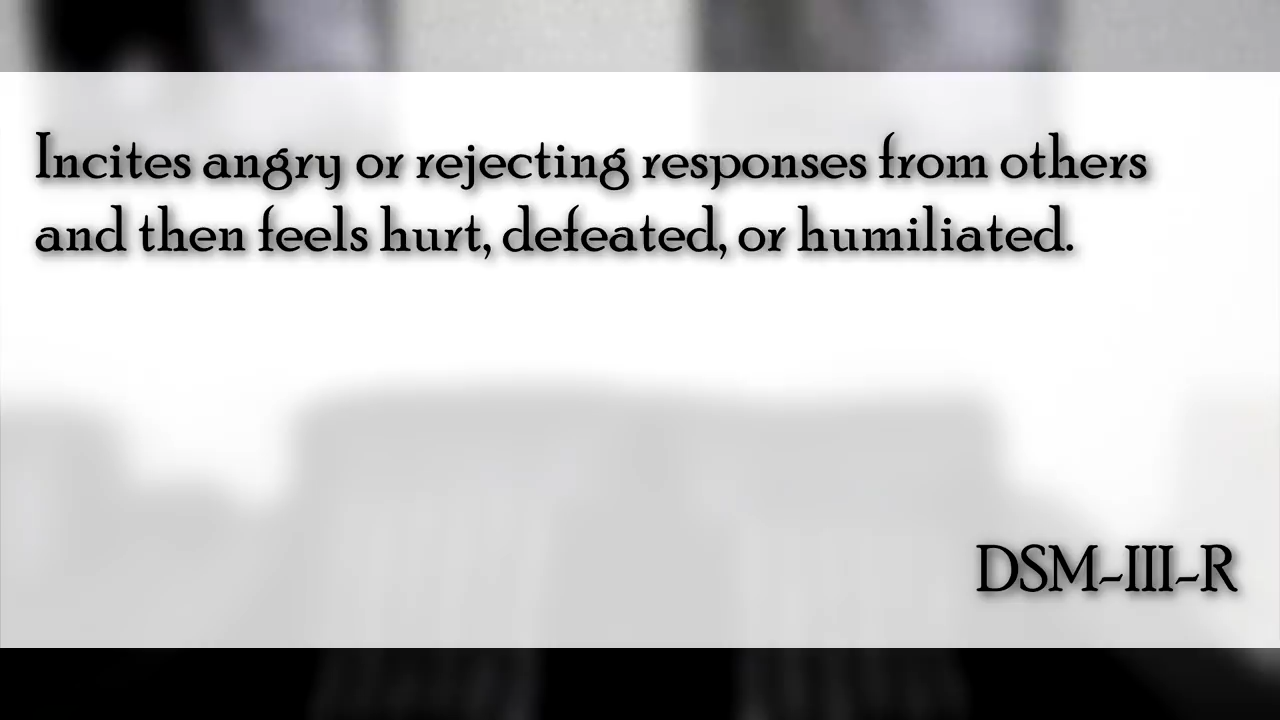 Incites angry or rejecting responses from others
and then feels hurt, defeated, or humiliated.
DSM-III-R